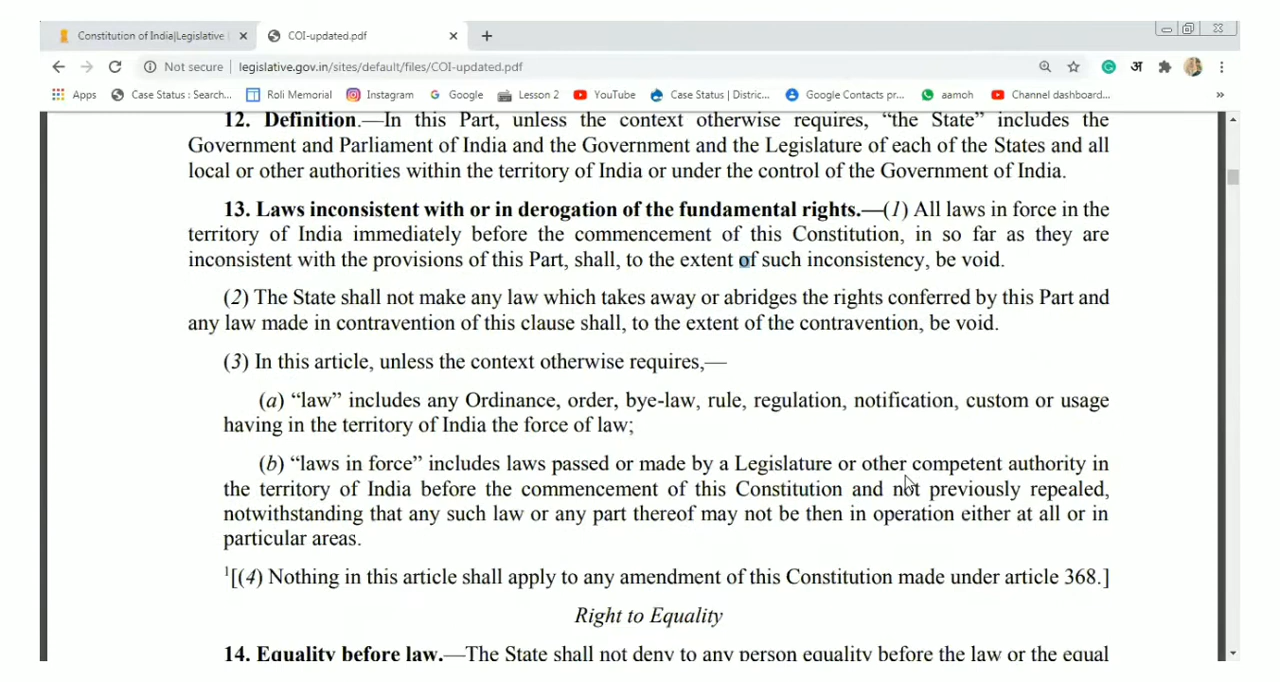 Constitution of India|Legislative
COI-updated.pdf
Not secure legislative.gov.in/sites/default/files/COI-updated.pdf
अ
Apps Case Status : Search... Roli Memorial Instagram Google Lesson 2 YouTube Case Status | Distric... Google Contacts pr... aamoh Channel dashboard... »
12. Definition.—In this Part, unless the context otherwise requires, “the State” includes the
Government and Parliament of India and the Government and the Legislature of each of the States and all
local or other authorities within the territory of India or under the control of the Government of India.
13. Laws inconsistent with or in derogation of the fundamental rights.—(1) All laws in force in the
territory of India immediately before the commencement of this Constitution, in so far as they are
inconsistent with the provisions of this Part, shall, to the extent of such inconsistency, be void.
(2) The State shall not make any law which takes away or abridges the rights conferred by this Part and
any law made in contravention of this clause shall, to the extent of the contravention, be void.
(3) In this article, unless the context otherwise requires,—
(a) “law” includes any Ordinance, order, bye-law, rule, regulation, notification, custom or usage
having in the territory of India the force of law;
(b) “laws in force” includes laws passed or made by a Legislature or other competent authority in
the territory of India before the commencement of this Constitution and not previously repealed,
notwithstanding that any such law or any part thereof may not be then in operation either at all or in
particular areas.
1[(4) Nothing in this article shall apply to any amendment of this Constitution made under article 368.]
Right to Equality
14. Equality before law.—The State shall not deny to any person equality before the law or the equal